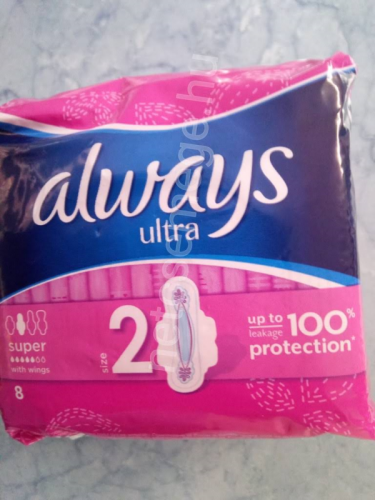 always
ultra
super
with wings
size 2
up to 100%
leakage
protection*
8